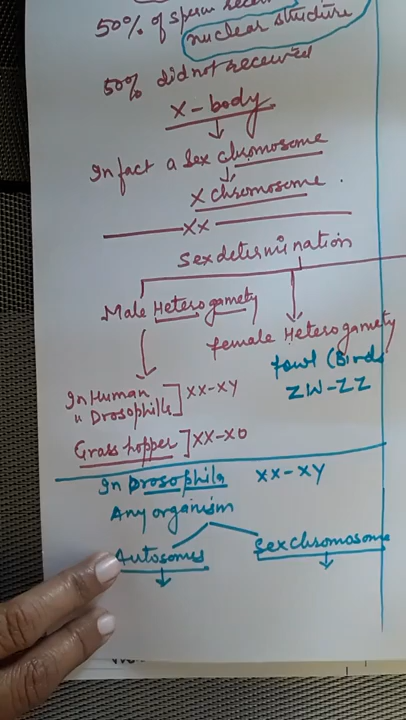 50% of sperm
nuclear structure
50% did not received
X-body
In fact a Sex chromosome
X chromosome.
XX
Sex determination
Male Heterogamety
female Heterogamety
fowl (Birds
ZW-ZZ
In Human
" Drosophila ] XX-XY
Grass hopper ] XX-XO
In Drosophila XX-XY
Any organism
Autosomes
Sex chromosome